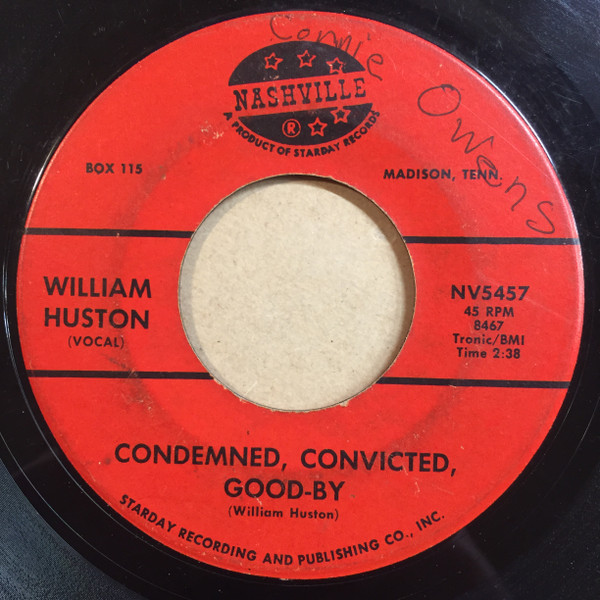 Connie
Owens
NASHVILLE
®
A PRODUCT OF STARDAY RECORDS
BOX 115
MADISON, TENN.
WILLIAM
HUSTON
(VOCAL)
NV5457
45 RPM
8467
Tronic/BMI
Time 2:38
CONDEMNED, CONVICTED,
GOOD-BY
(William Huston)
STARDAY RECORDING AND PUBLISHING CO., INC.